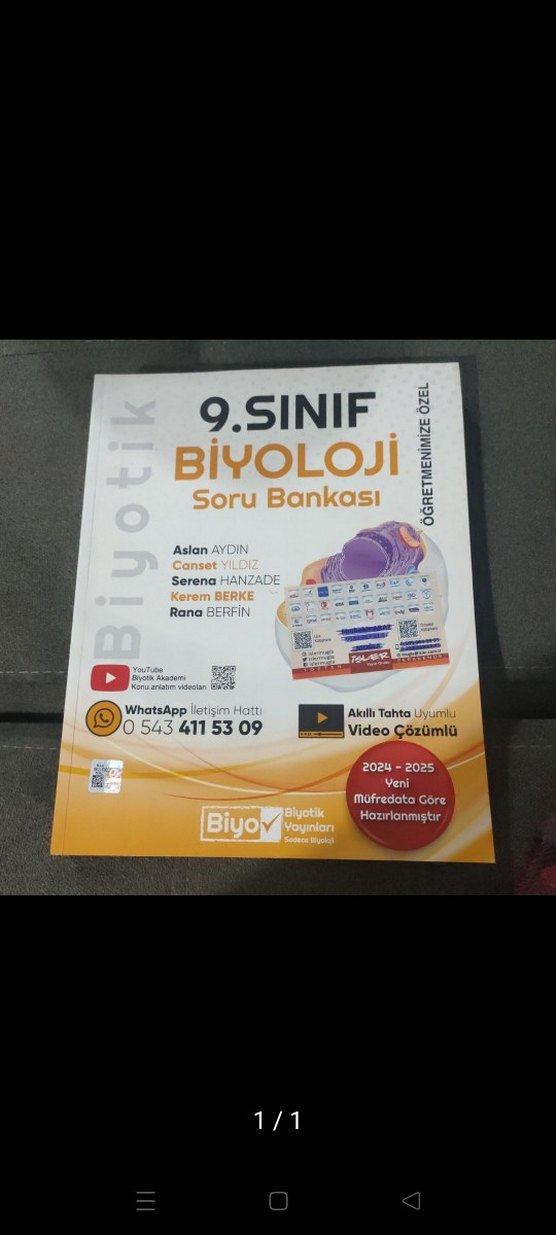 9.SINIF
BİYOLOJİ
Soru Bankası
ÖĞRETMENİMİZE ÖZEL
Biyotik
Aslan AYDIN
Canset YILDIZ
Serena HANZADE
Kerem BERKE
Rana BERFİN
İŞLER
YouTube
Biyotik Akademi
Konu anlatım videoları
WhatsApp İletişim Hattı
0 543 411 53 09
Akıllı Tahta Uyumlu
Video Çözümlü
2024 - 2025
Yeni
Müfredata Göre
Hazırlanmıştır
Biyo
Biyotik
Yayınları
Sadece Biyoloji
1 / 1